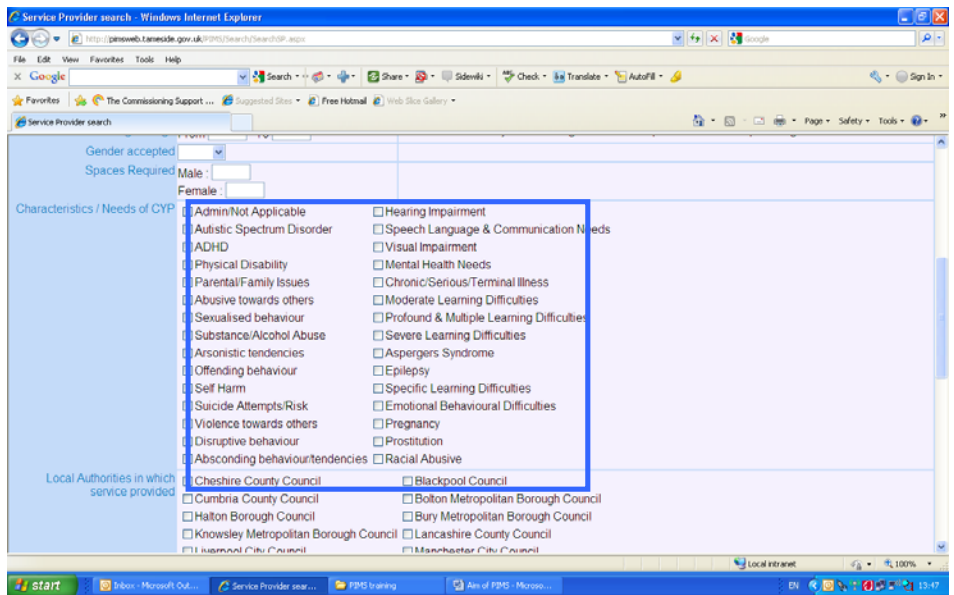 Service Provider search - Windows Internet Explorer
http://pimsweb.tameside.gov.uk/PIMS/Search/SearchSP.aspx Google
File Edit View Favorites Tools Help
x Google Search Share Sidewiki Check Translate AutoFill Sign In
Favorites The Commissioning Support ... Suggested Sites Free Hotmail Web Slice Gallery
Service Provider search Page Safety Tools »
From To
Gender accepted
Spaces Required Male :
Female :
Characteristics / Needs of CYP Admin/Not Applicable Hearing Impairment
Autistic Spectrum Disorder Speech Language & Communication Needs
ADHD Visual Impairment
Physical Disability Mental Health Needs
Parental/Family Issues Chronic/Serious/Terminal Illness
Abusive towards others Moderate Learning Difficulties
Sexualised behaviour Profound & Multiple Learning Difficulties
Substance/Alcohol Abuse Severe Learning Difficulties
Arsonistic tendencies Aspergers Syndrome
Offending behaviour Epilepsy
Self Harm Specific Learning Difficulties
Suicide Attempts/Risk Emotional Behavioural Difficulties
Violence towards others Pregnancy
Disruptive behaviour Prostitution
Absconding behaviour/tendencies Racial Abusive
Local Authorities in which Cheshire County Council Blackpool Council
service provided Cumbria County Council Bolton Metropolitan Borough Council
Halton Borough Council Bury Metropolitan Borough Council
Knowsley Metropolitan Borough Council Lancashire County Council
Liverpool City Council Manchester City Council
Local intranet 100%
start Inbox - Microsoft Out... Service Provider sear... PIMS training Aim of PIMS - Microso... EN 13:47